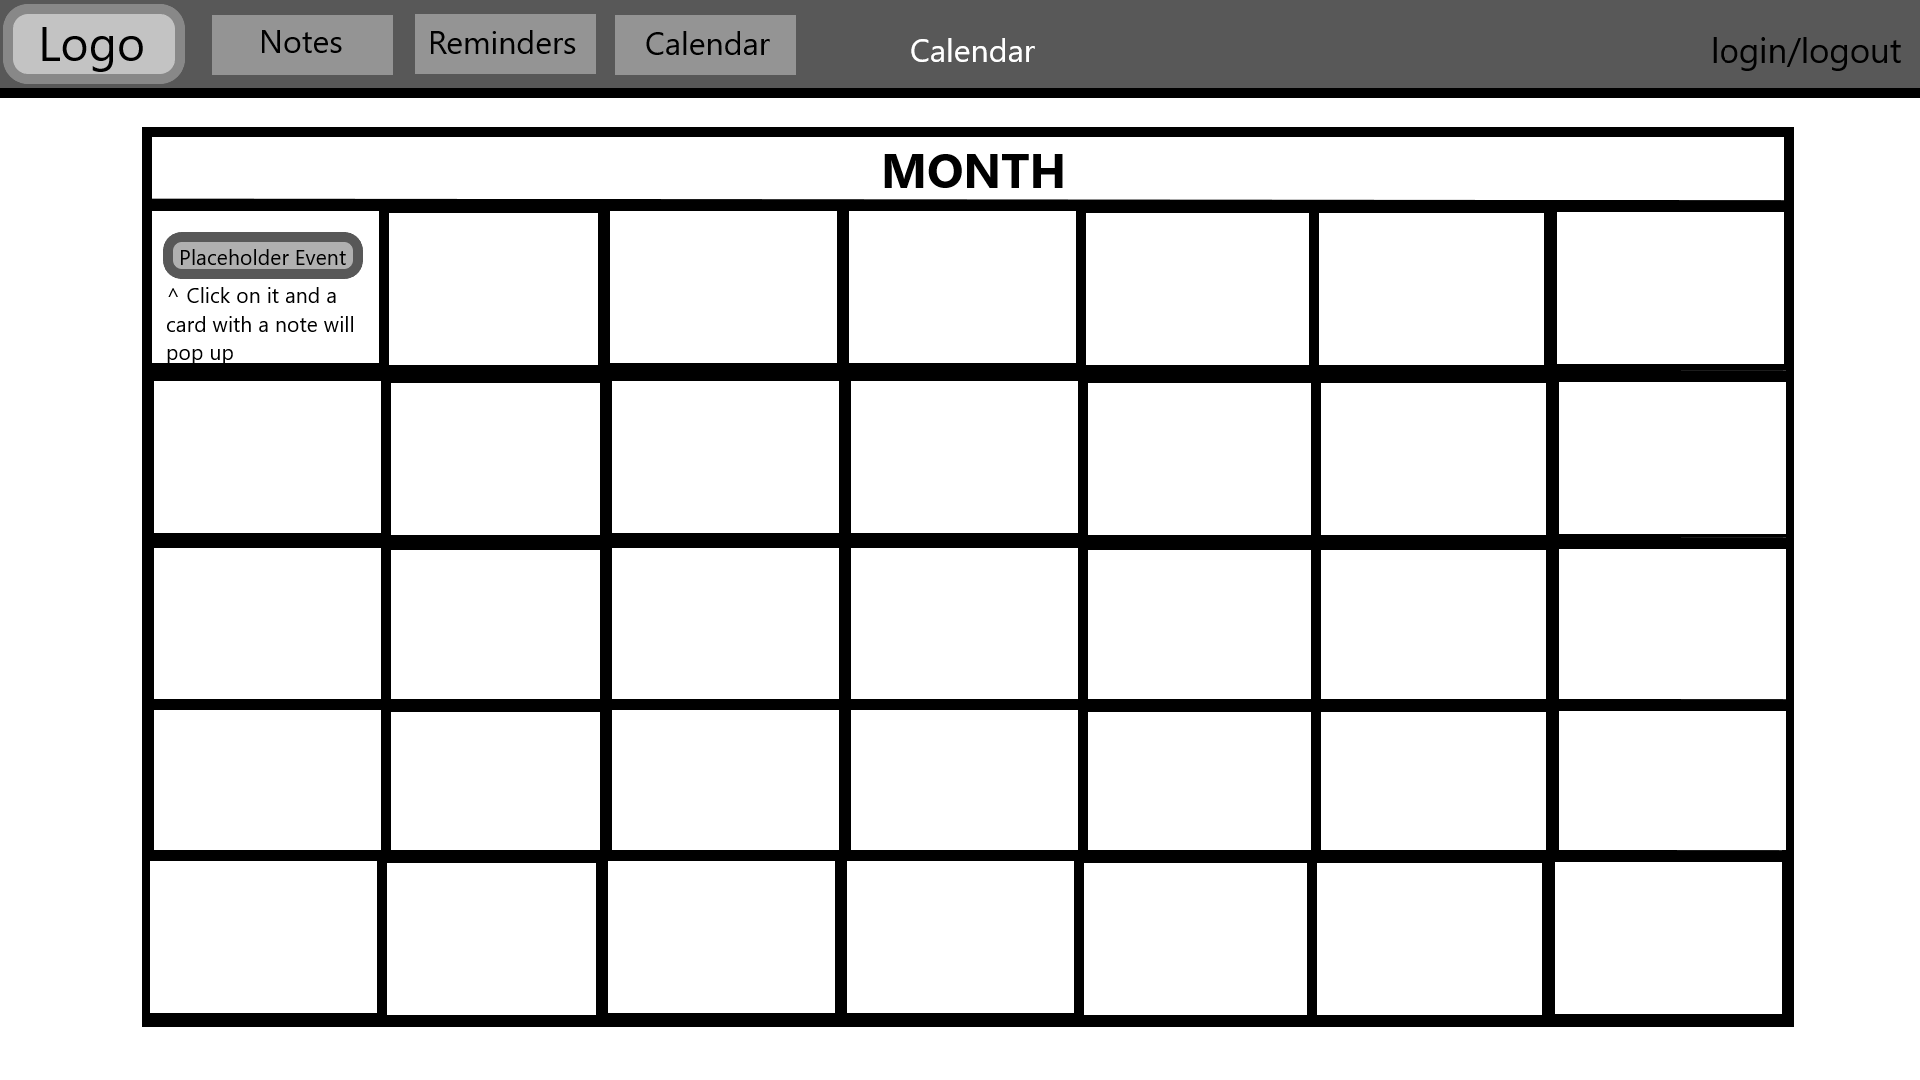 Logo
Notes
Reminders
Calendar
Calendar
login/logout
MONTH
Placeholder Event
^ Click on it and a
card with a note will
pop up